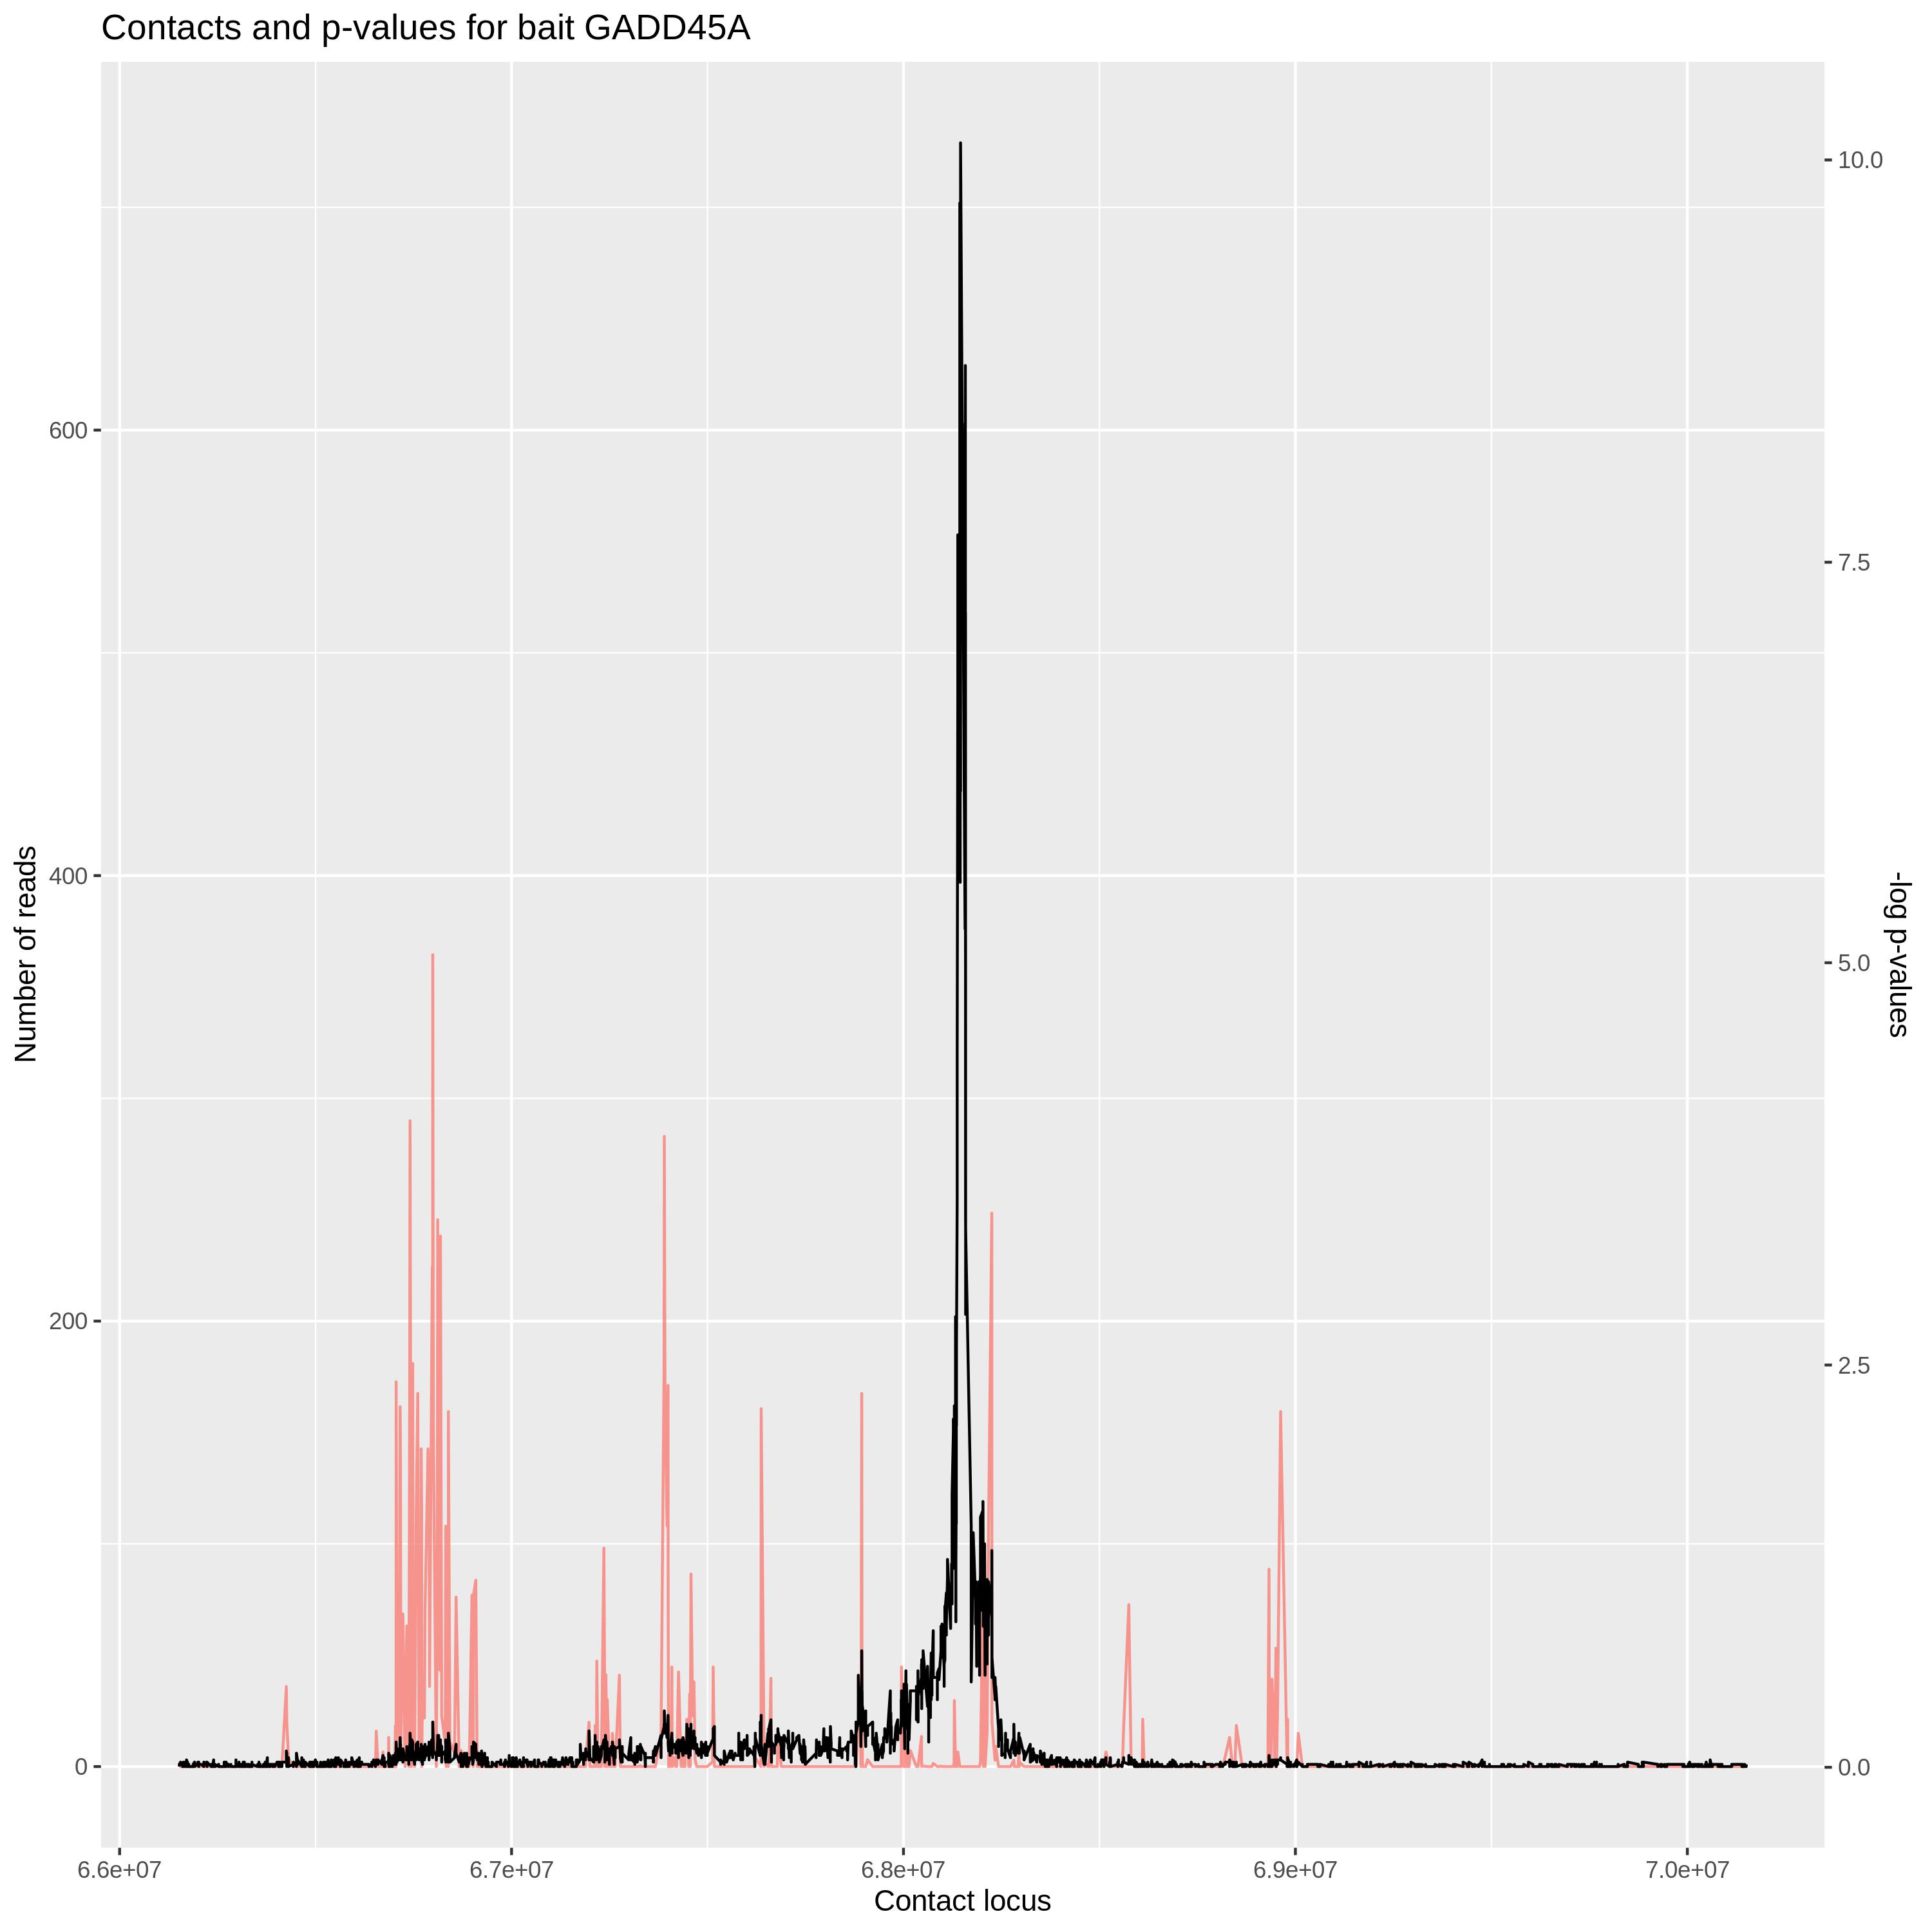 Contacts and p-values for bait GADD45A
Number of reads
600
400
200
0
10.0
7.5
5.0
2.5
0.0
-log p-values
6.6e+07
6.7e+07
6.8e+07
6.9e+07
7.0e+07
Contact locus